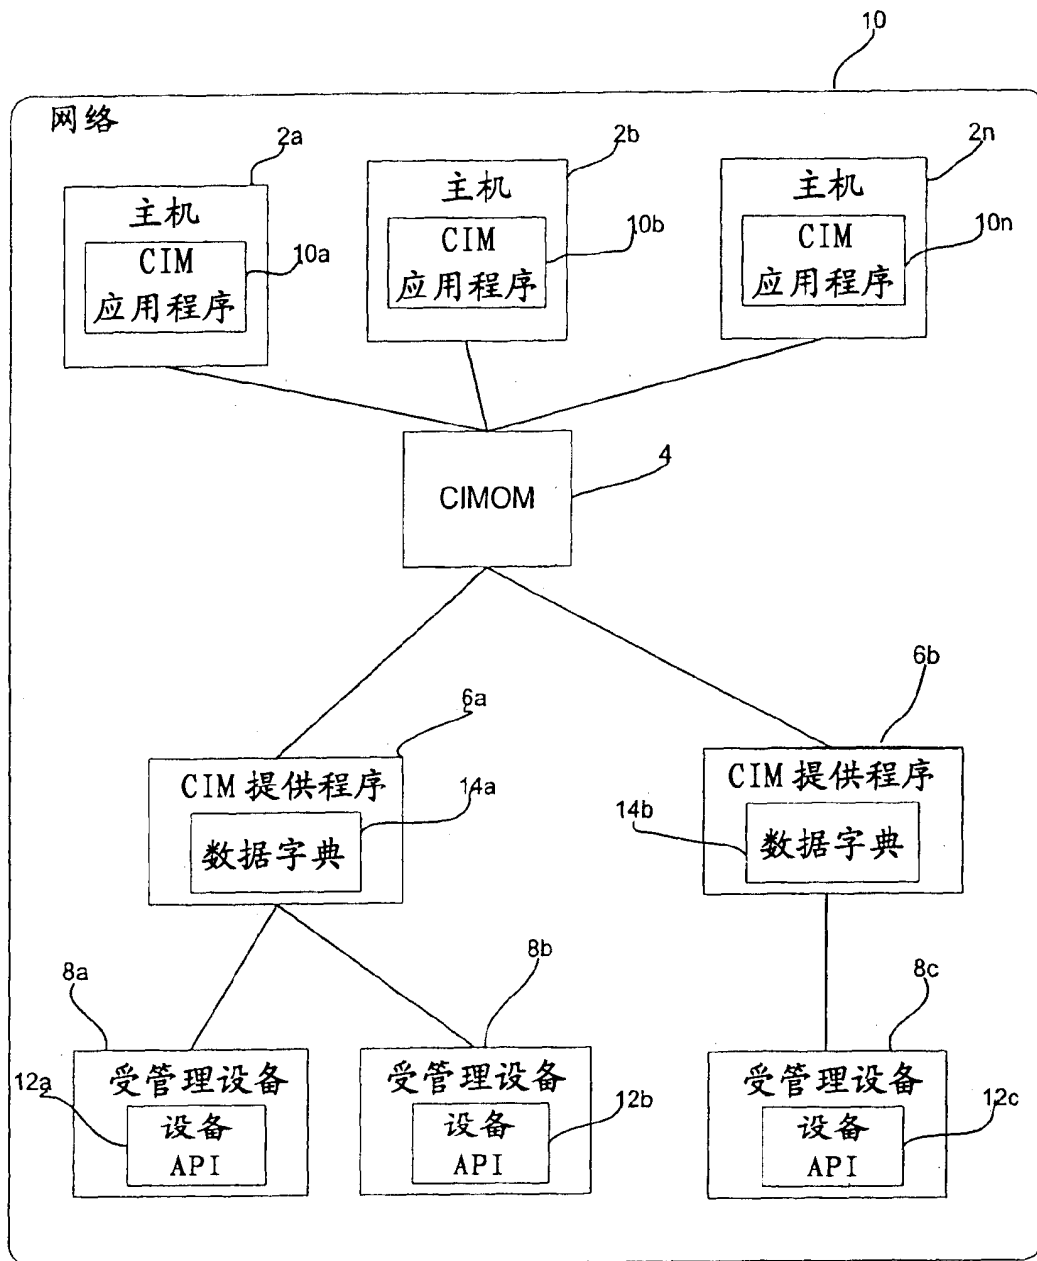 10
网络
2a
2b
2n
主机
主机
主机
CIM
应用程序
10a
CIM
应用程序
10b
CIM
应用程序
10n
CIMOM
4
6a
6b
CIM 提供程序
数据字典
14a
CIM 提供程序
数据字典
14b
8a
8b
8c
受管理设备
设备
API
12a
受管理设备
设备
API
12b
受管理设备
设备
API
12c